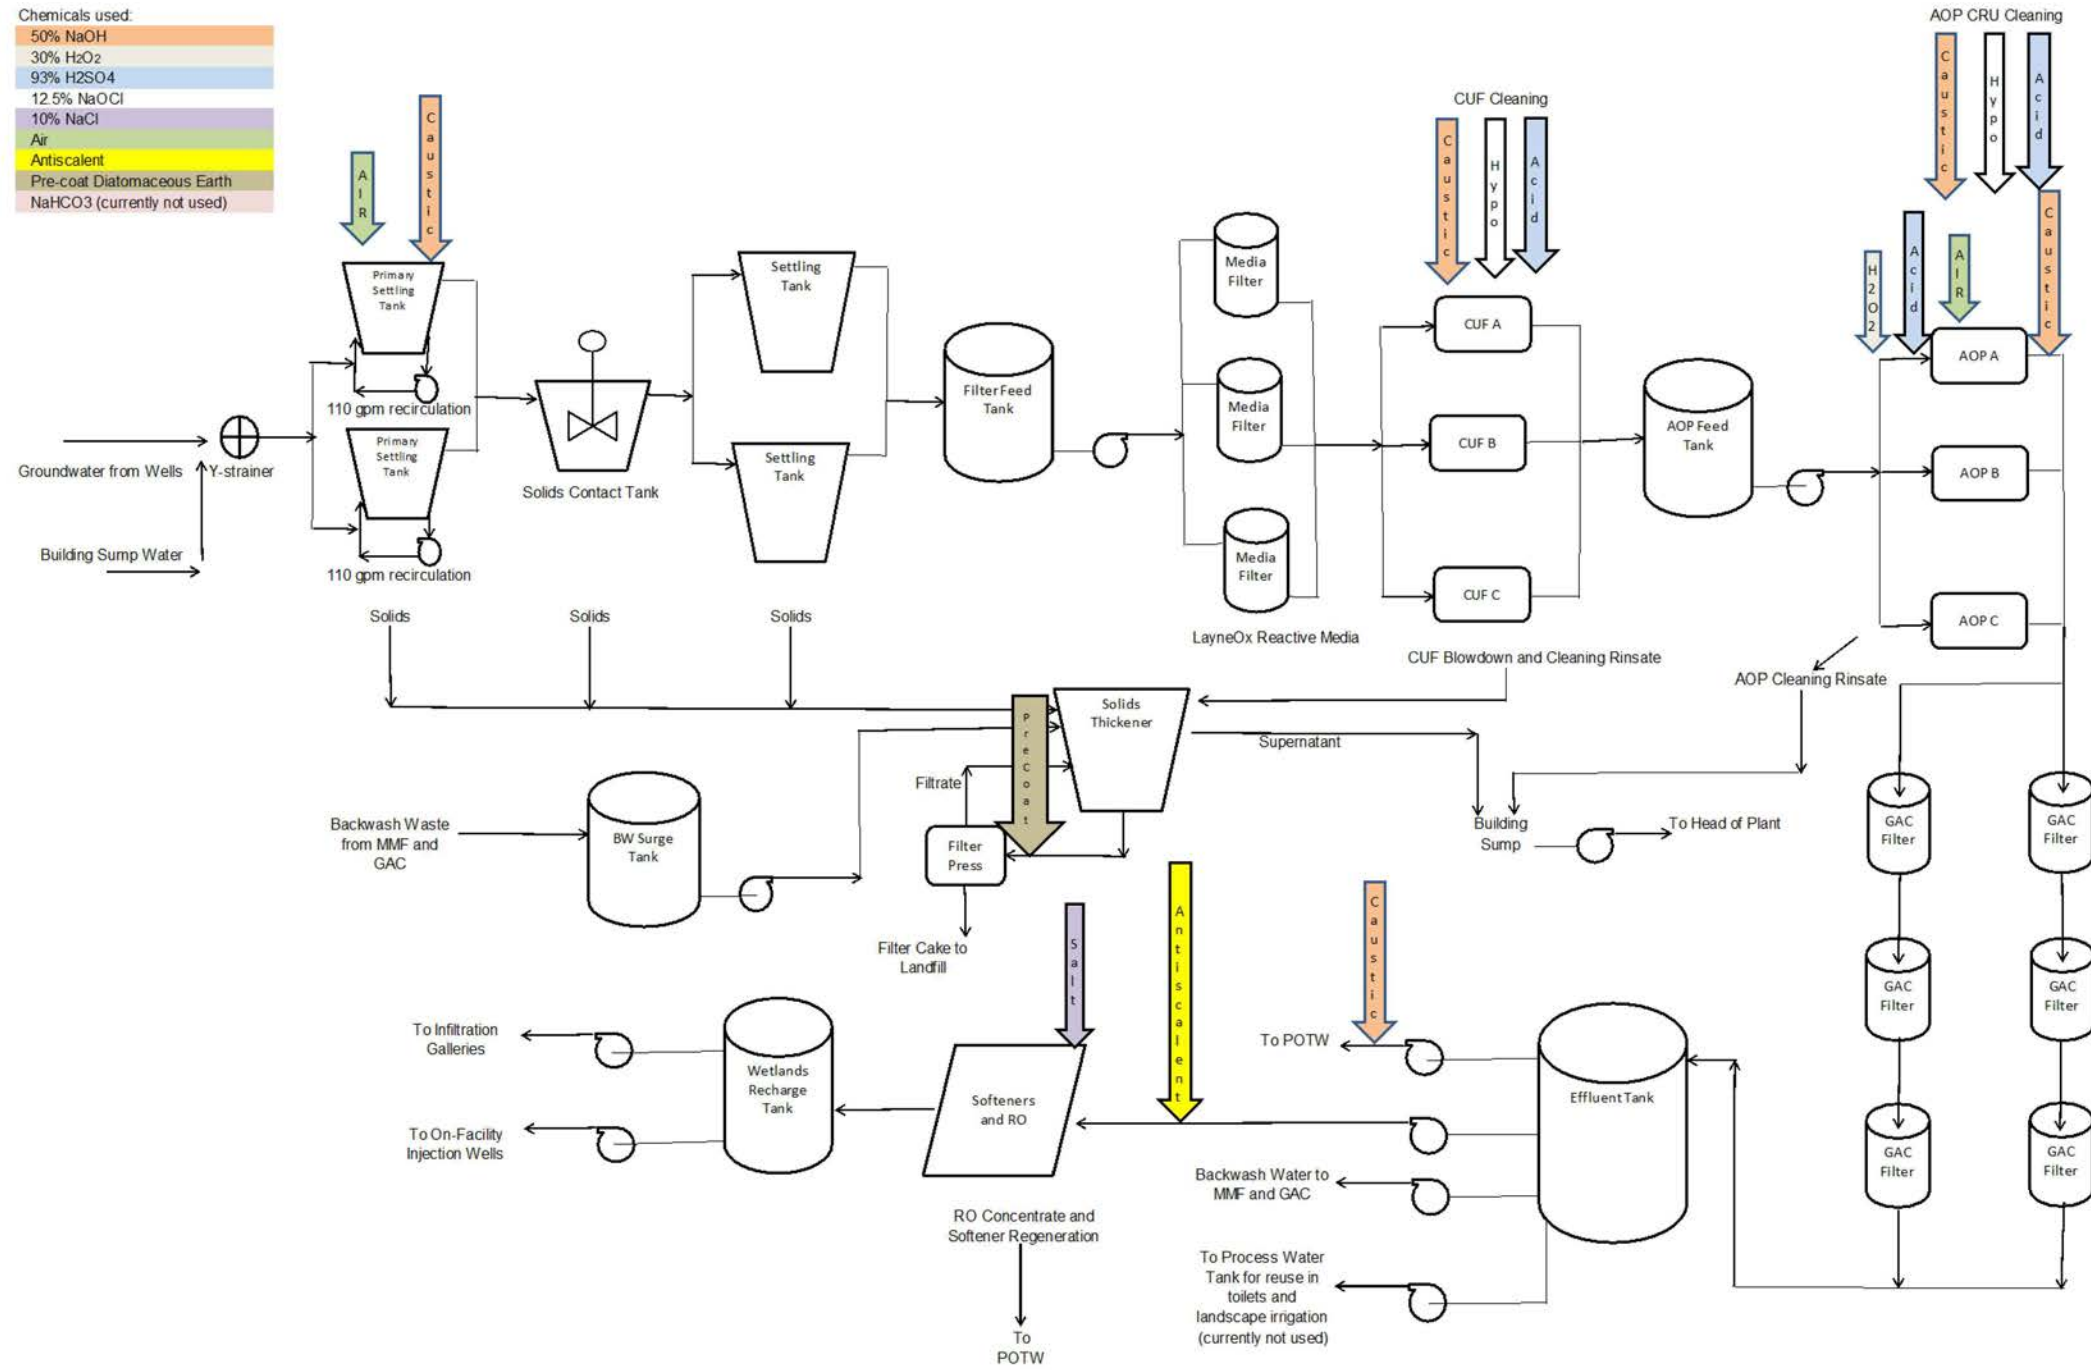 Chemicals used:
50% NaOH
30% H2O2
93% H2SO4
12.5% NaOCl
10% NaCl
Air
Antiscalent
Pre-coat Diatomaceous Earth
NaHCO3 (currently not used)
AIR
Caustic
Primary
Settling
Tank
110 gpm recirculation
Primary
Settling
Tank
110 gpm recirculation
Groundwater from Wells
Y-strainer
Building Sump Water
Solids Contact Tank
Settling
Tank
Settling
Tank
Filter Feed
Tank
Media
Filter
Media
Filter
Media
Filter
LayneOx Reactive Media
CUF Cleaning
Caustic
Hypo
Acid
CUF A
CUF B
CUF C
AOP Feed
Tank
AOP CRU Cleaning
Caustic
Hypo
Acid
H2O2
Acid
AIR
Caustic
AOP A
AOP B
AOP C
Solids
Solids
Solids
CUF Blowdown and Cleaning Rinsate
AOP Cleaning Rinsate
PreCoat
Solids
Thickener
Supernatant
Filtrate
Filter
Press
Filter Cake to
Landfill
Backwash Waste
from MMF and
GAC
BW Surge
Tank
Building
Sump
To Head of Plant
GAC
Filter
GAC
Filter
GAC
Filter
GAC
Filter
GAC
Filter
GAC
Filter
Salt
Antiscalent
Caustic
To Infiltration
Galleries
To On-Facility
Injection Wells
Wetlands
Recharge
Tank
Softeners
and RO
RO Concentrate and
Softener Regeneration
To
POTW
To POTW
Backwash Water to
MMF and GAC
To Process Water
Tank for reuse in
toilets and
landscape irrigation
(currently not used)
Effluent Tank